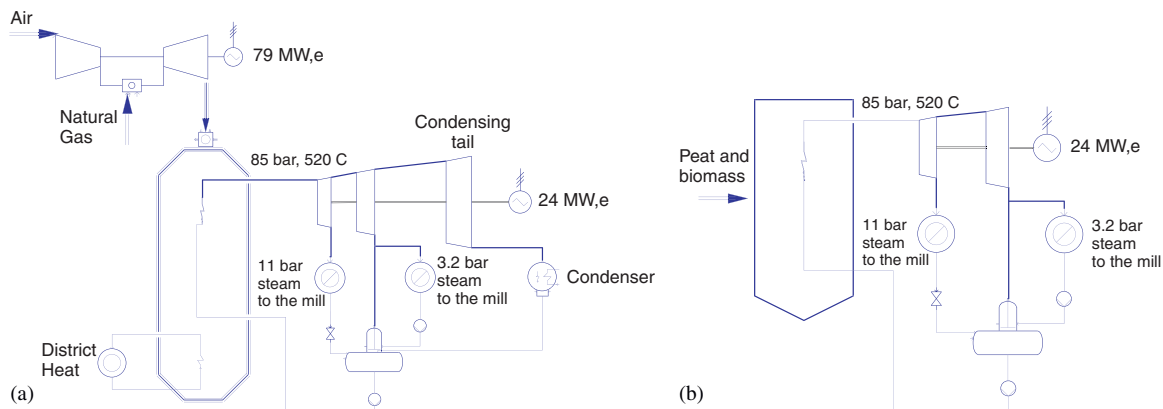 Air
79 MW,e
Natural
Gas
Condensing
tail
85 bar, 520 C
24 MW,e
11 bar
steam
to the mill
3.2 bar
steam
to the mill
Condenser
District
Heat
(a)
85 bar, 520 C
Peat and
biomass
24 MW,e
11 bar
steam
to the mill
3.2 bar
steam
to the mill
(b)